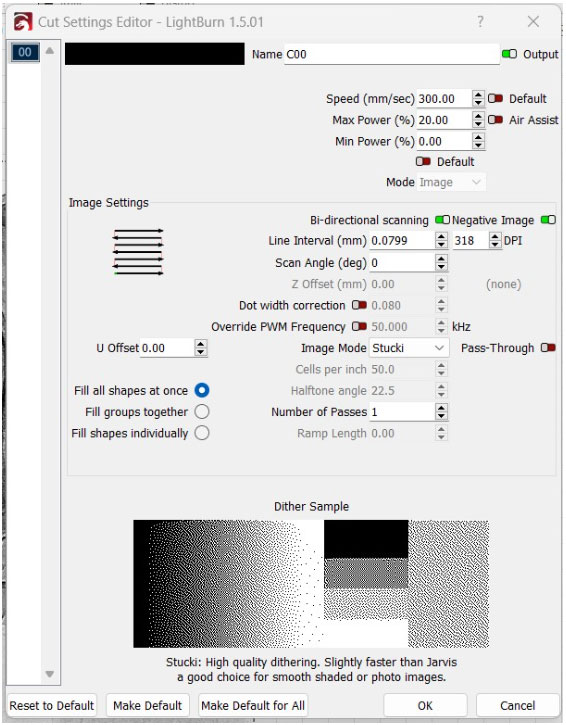 Cut Settings Editor - LightBurn 1.5.01
00
Name C00 Output
Speed (mm/sec) 300.00 Default
Max Power (%) 20.00 Air Assist
Min Power (%) 0.00
Default
Mode Image
Image Settings
Bi-directional scanning Negative Image
Line Interval (mm) 0.0799 318 DPI
Scan Angle (deg) 0
Z Offset (mm) 0.00 (none)
Dot width correction 0.080
Override PWM Frequency 50.000 kHz
U Offset 0.00 Image Mode Stucki Pass-Through
Cells per inch 50.0
Fill all shapes at once Halftone angle 22.5
Fill groups together Number of Passes 1
Fill shapes individually Ramp Length 0.00
Dither Sample
Stucki: High quality dithering. Slightly faster than Jarvis
a good choice for smooth shaded or photo images.
Reset to Default Make Default Make Default for All OK Cancel